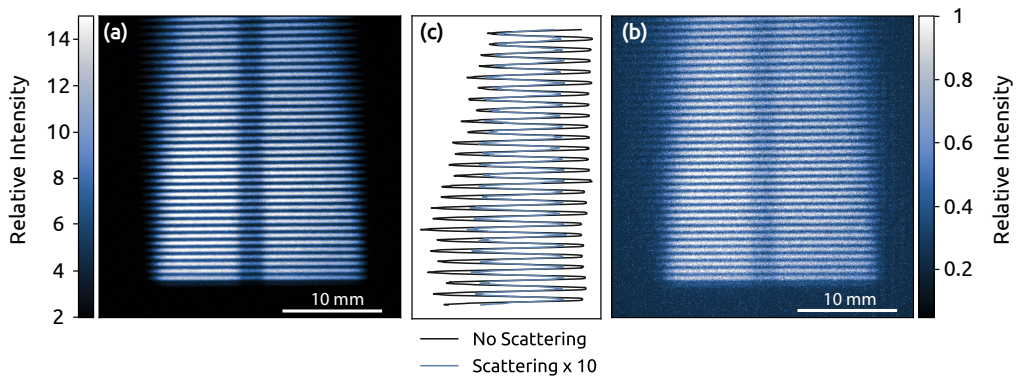 (a)
(c)
(b)
Relative Intensity
14
12
10
8
6
4
2
10 mm
10 mm
1
0.8
0.6
0.4
0.2
Relative Intensity
No Scattering
Scattering x 10